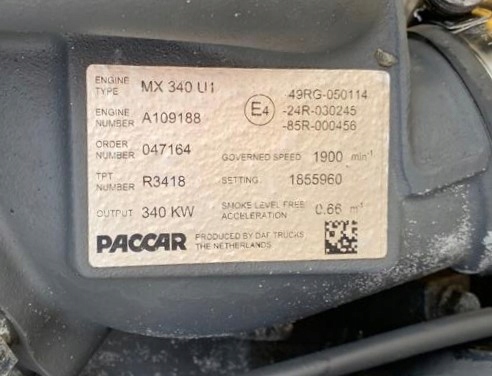 ENGINE TYPE MX 340 U1
49RG-050114
ENGINE NUMBER A109188
E4
-24R-030245
-85R-000456
ORDER NUMBER 047164
GOVERNED SPEED 1900 min⁻¹
TPT NUMBER R3418
SETTING: 1855960
OUTPUT 340 KW
SMOKE LEVEL FREE ACCELERATION 0.66 m⁻¹
PACCAR
PRODUCED BY DAF TRUCKS
THE NETHERLANDS